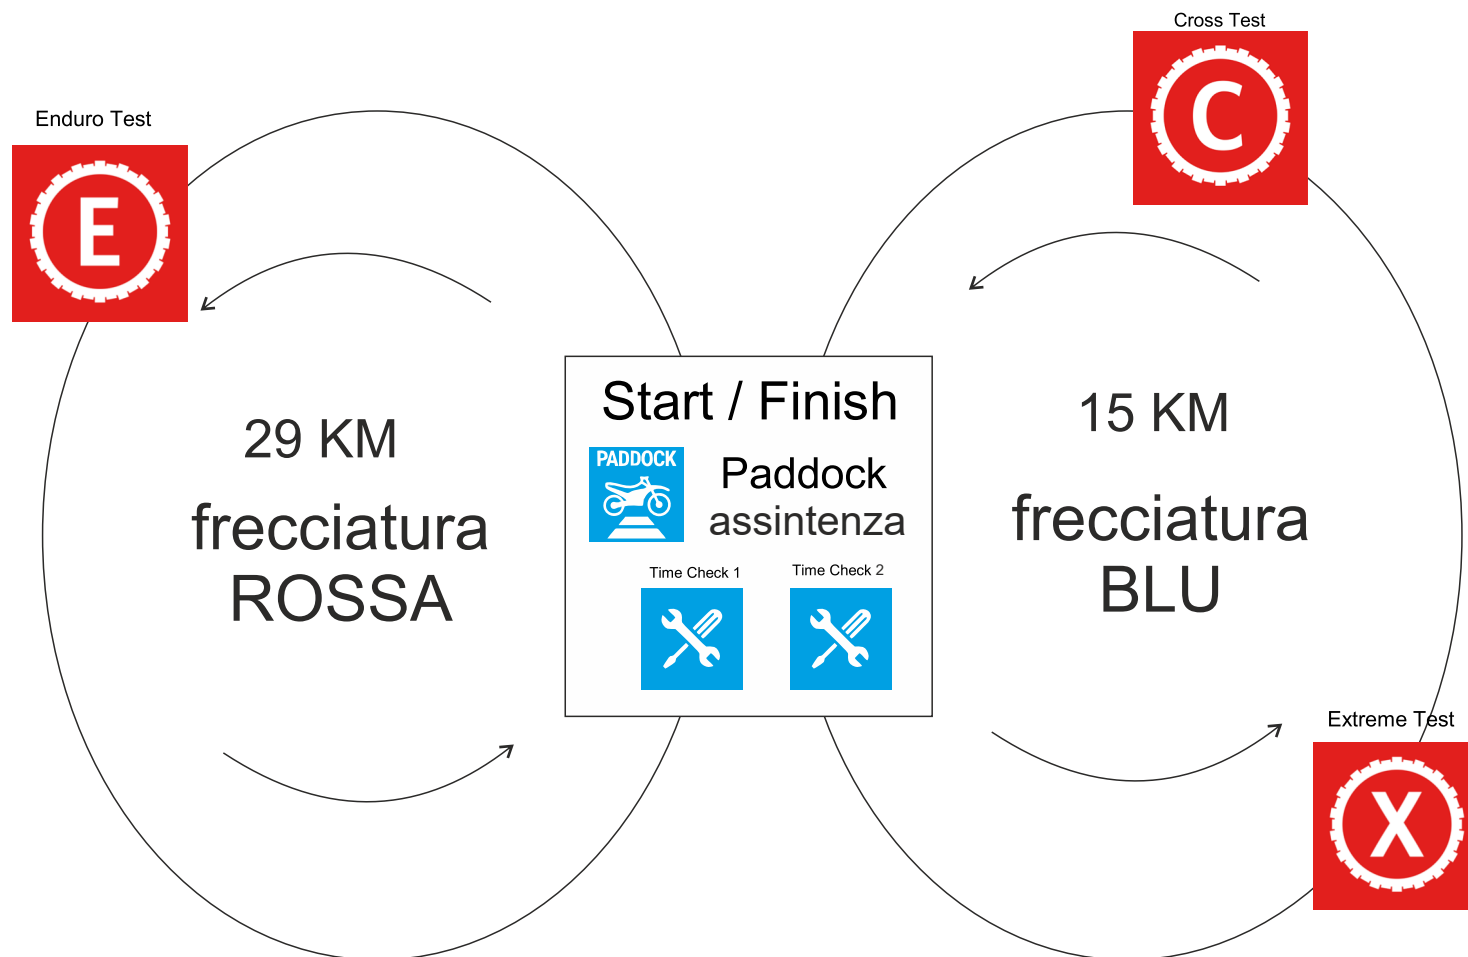 Cross Test
C
Enduro Test
E
29 KM
frecciatura
ROSSA
Start / Finish
PADDOCK
Paddock
assintenza
Time Check 1
Time Check 2
15 KM
frecciatura
BLU
Extreme Test
X